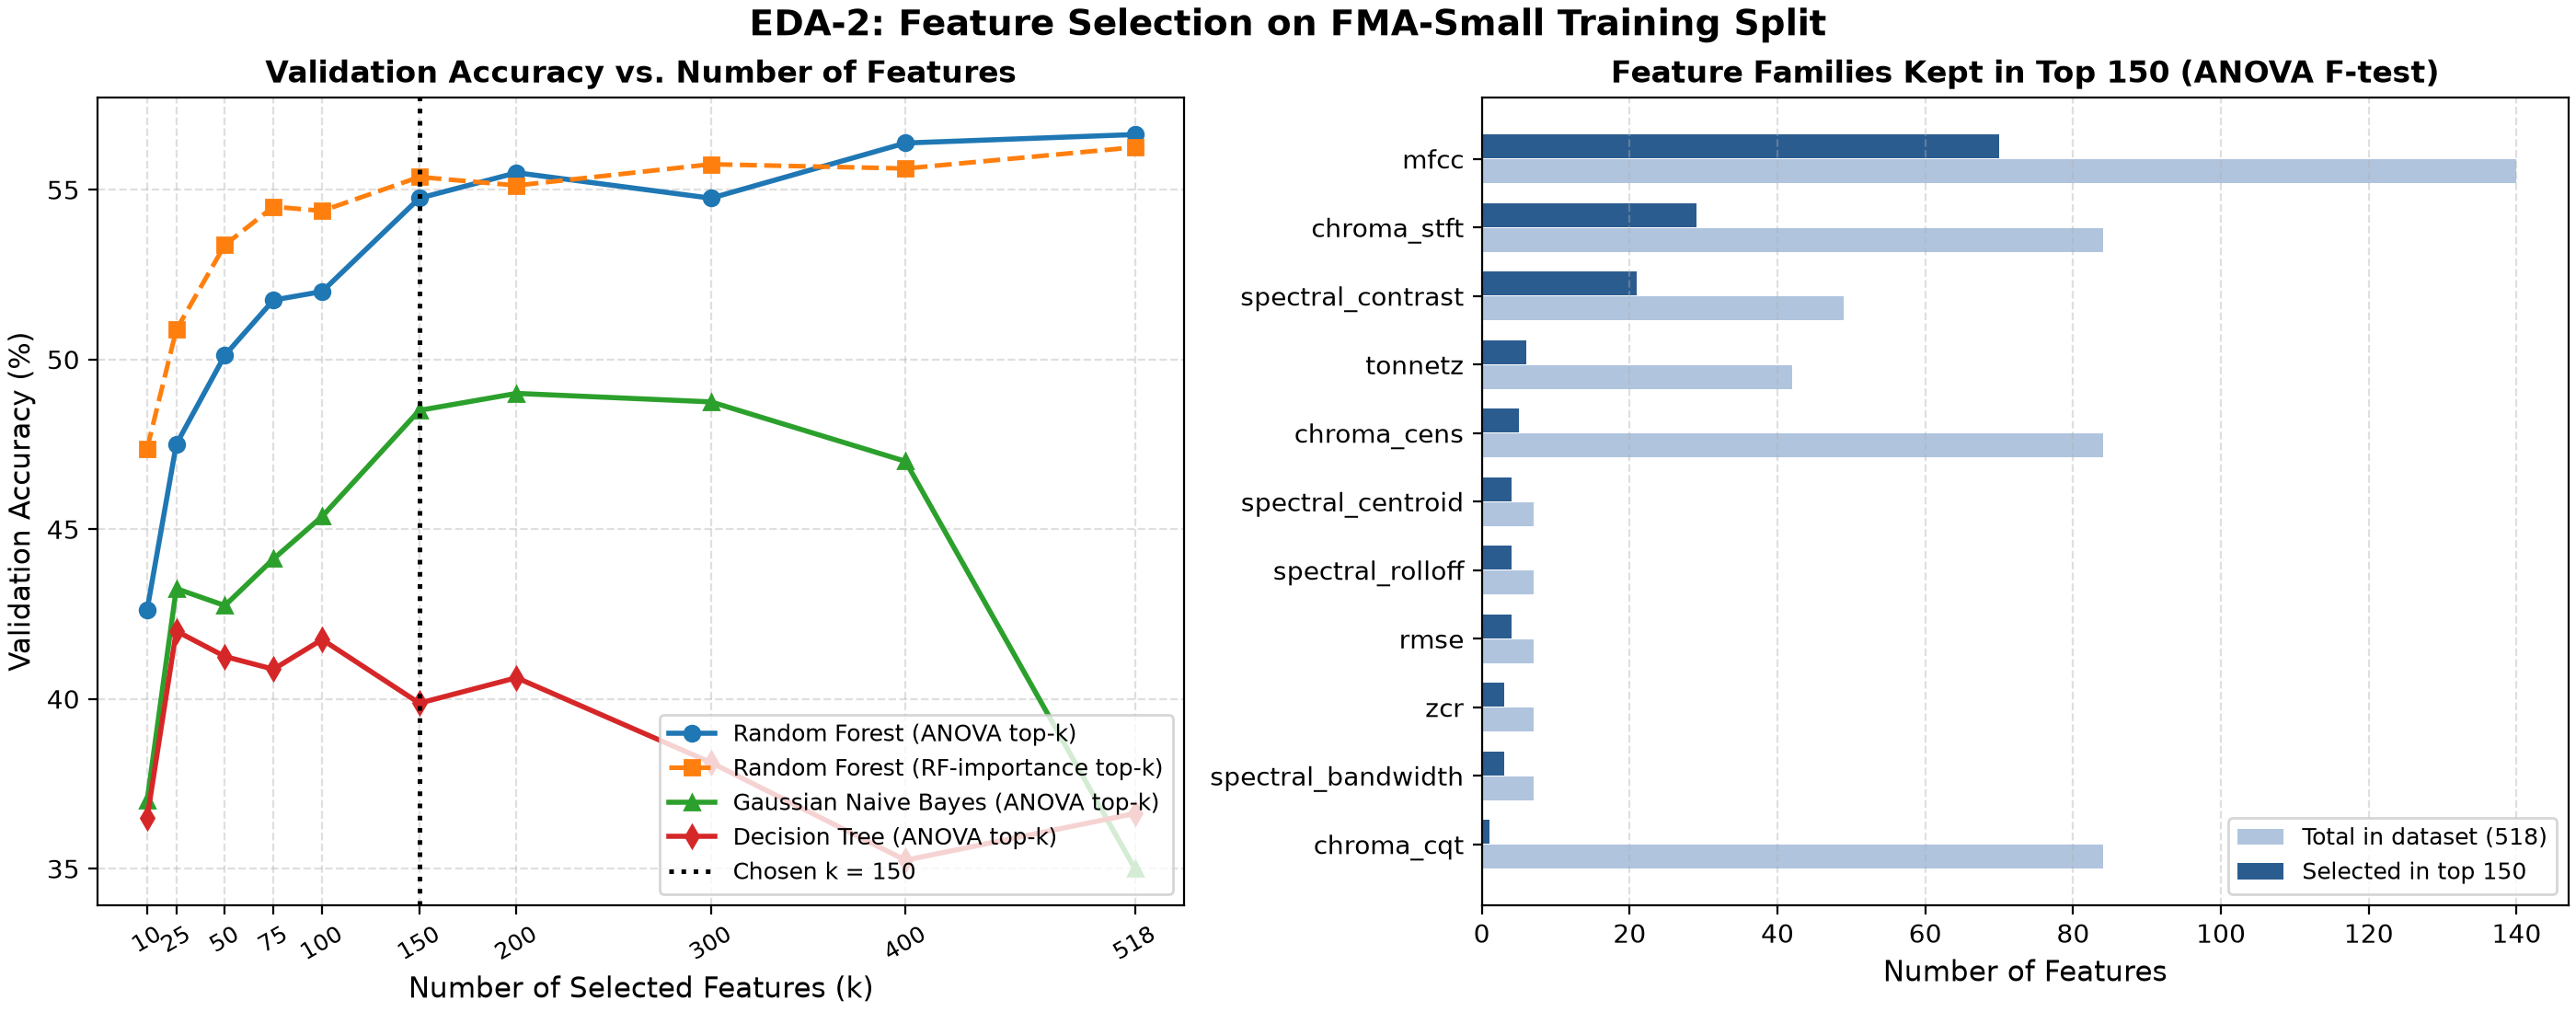 EDA-2: Feature Selection on FMA-Small Training Split
Validation Accuracy vs. Number of Features
Validation Accuracy (%)
55
50
45
40
35
10
25
50
75
100
150
200
300
400
518
Number of Selected Features (k)
Random Forest (ANOVA top-k)
Random Forest (RF-importance top-k)
Gaussian Naive Bayes (ANOVA top-k)
Decision Tree (ANOVA top-k)
Chosen k = 150
Feature Families Kept in Top 150 (ANOVA F-test)
mfcc
chroma_stft
spectral_contrast
tonnetz
chroma_cens
spectral_centroid
spectral_rolloff
rmse
zcr
spectral_bandwidth
chroma_cqt
0
20
40
60
80
100
120
140
Number of Features
Total in dataset (518)
Selected in top 150